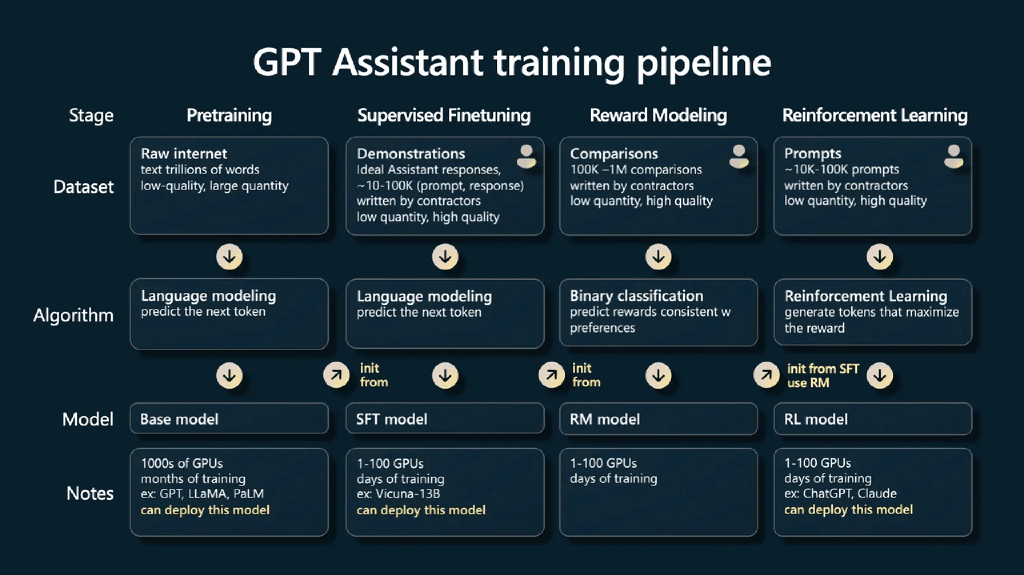 GPT Assistant training pipeline
Stage
Pretraining
Supervised Finetuning
Reward Modeling
Reinforcement Learning
Dataset
Raw internet
text trillions of words
low-quality, large quantity
Demonstrations
Ideal Assistant responses,
~10-100K (prompt, response)
written by contractors
low quantity, high quality
Comparisons
100K –1M comparisons
written by contractors
low quantity, high quality
Prompts
~10K-100K prompts
written by contractors
low quantity, high quality
Algorithm
Language modeling
predict the next token
Language modeling
predict the next token
Binary classification
predict rewards consistent w
preferences
Reinforcement Learning
generate tokens that maximize
the reward
init
from
init
from
init from SFT
use RM
Model
Base model
SFT model
RM model
RL model
Notes
1000s of GPUs
months of training
ex: GPT, LLaMA, PaLM
can deploy this model
1-100 GPUs
days of training
ex: Vicuna-13B
can deploy this model
1-100 GPUs
days of training
1-100 GPUs
days of training
ex: ChatGPT, Claude
can deploy this model